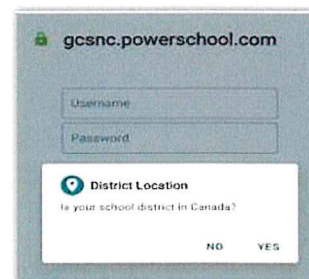 gcsnc.powerschool.com
Username
Password
District Location
Is your school district in Canada?
NO YES